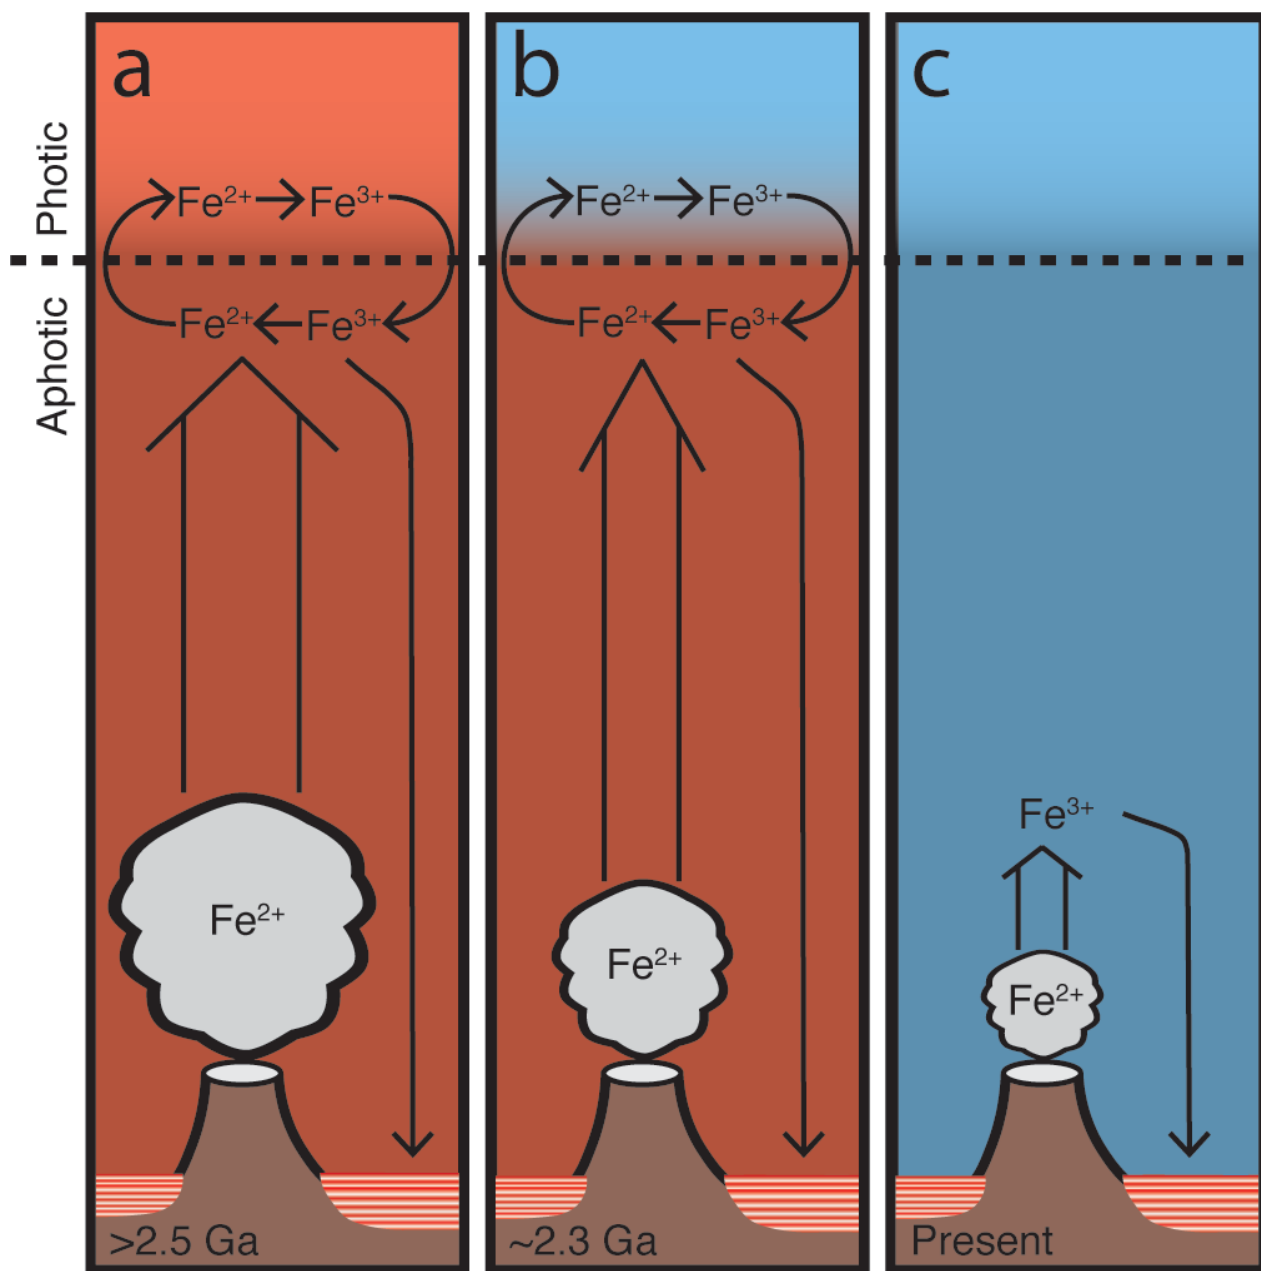 a
b
c
Photic
Aphotic
Fe²⁺ Fe³⁺
Fe²⁺ Fe³⁺
Fe²⁺
>2.5 Ga
Fe²⁺ Fe³⁺
Fe²⁺ Fe³⁺
Fe²⁺
~2.3 Ga
Fe³⁺
Fe²⁺
Present